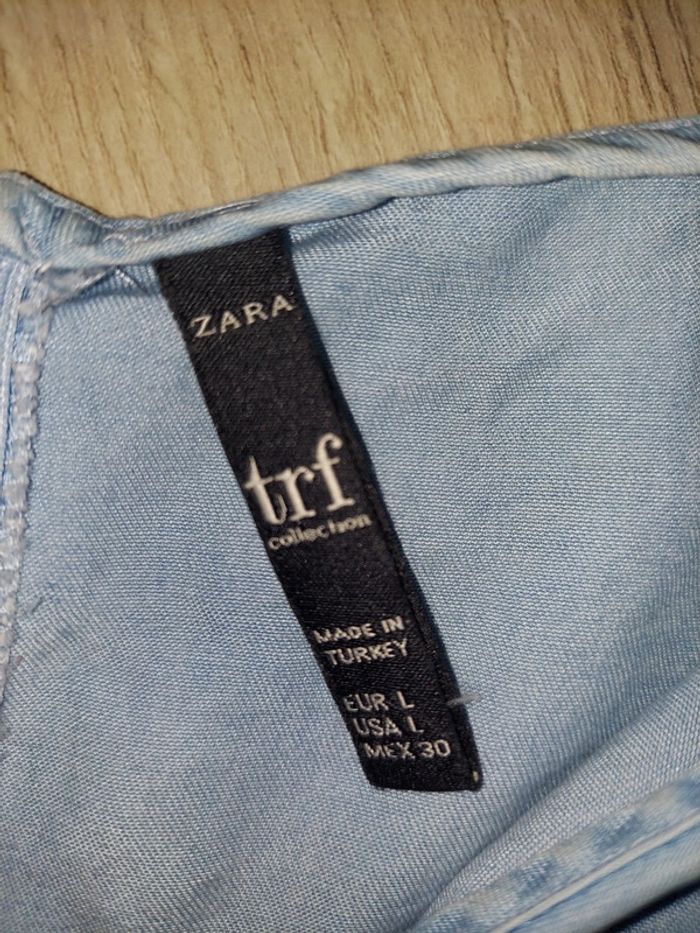 ZARA
trf
collection
MADE IN
TURKEY
EUR L
USA L
MEX 30